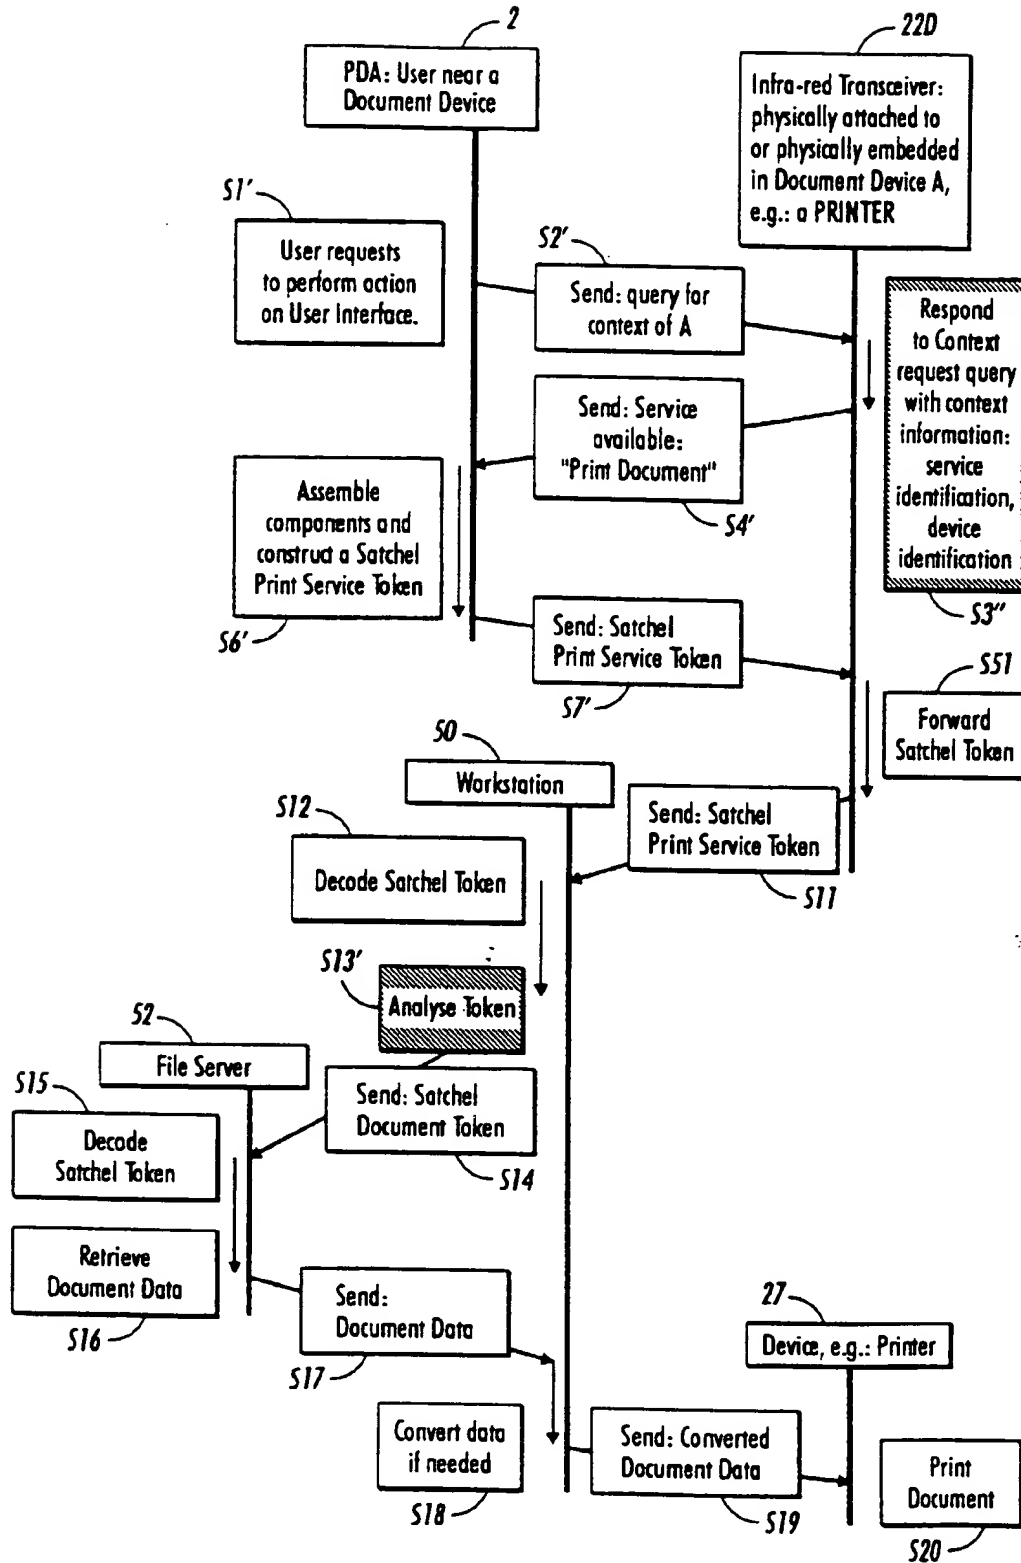 2
PDA: User near a
Document Device
22D
Infra-red Transceiver:
physically attached to
or physically embedded
in Document Device A,
e.g.: a PRINTER
S1'
User requests
to perform action
on User Interface.
S2'
Send: query for
context of A
Respond
to Context
request query
with context
information:
service
identification,
device
identification
S3''
Send: Service
available:
"Print Document"
S4'
Assemble
components and
construct a Satchel
Print Service Token
S6'
Send: Satchel
Print Service Token
S7'
S51
Forward
Satchel Token
50
Workstation
Send: Satchel
Print Service Token
S11
S12
Decode Satchel Token
S13'
Analyse Token
52
File Server
Send: Satchel
Document Token
S14
S15
Decode
Satchel Token
Retrieve
Document Data
S16
Send:
Document Data
S17
27
Device, e.g.: Printer
Convert data
if needed
S18
Send: Converted
Document Data
S19
Print
Document
S20